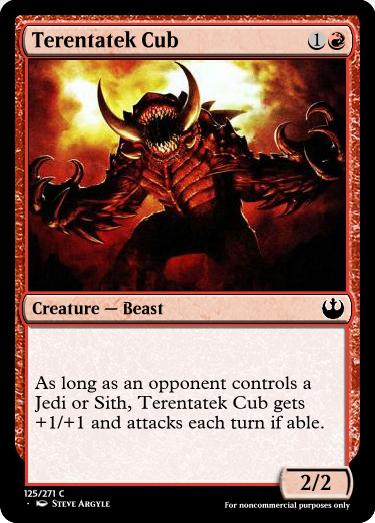 Terentatek Cub 1
Creature — Beast
As long as an opponent controls a
Jedi or Sith, Terentatek Cub gets
+1/+1 and attacks each turn if able.
2/2
125/271 C
· Steve Argyle
For noncommercial purposes only